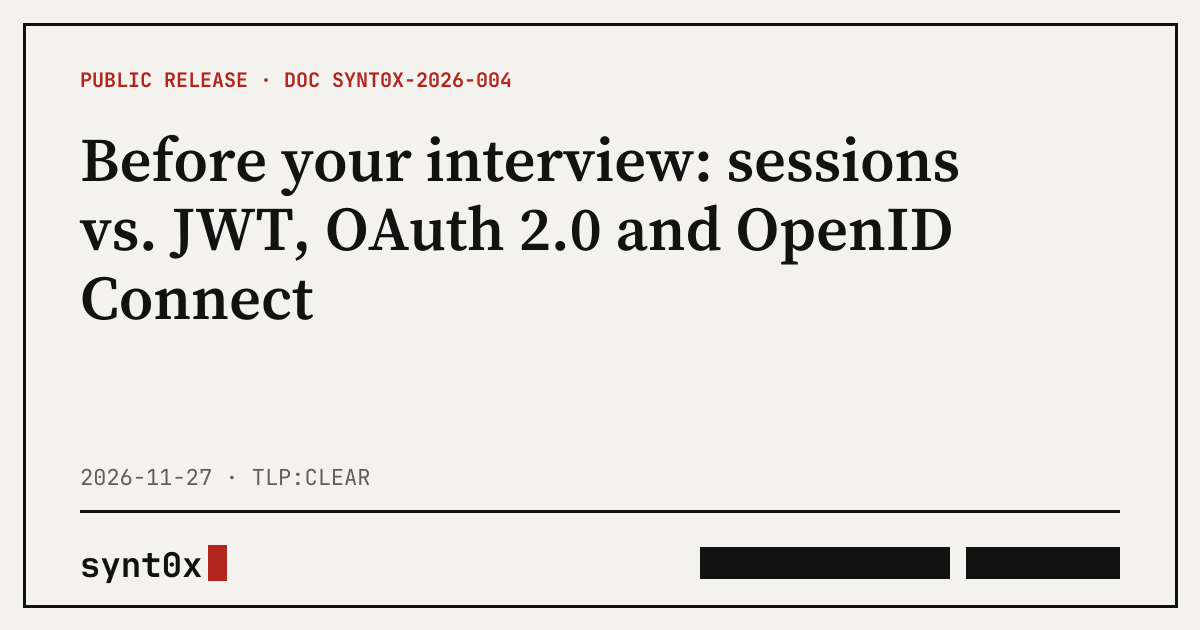 PUBLIC RELEASE · DOC SYNT0X-2026-004
Before your interview: sessions
vs. JWT, OAuth 2.0 and OpenID
Connect
2026-11-27 · TLP:CLEAR
synt0x